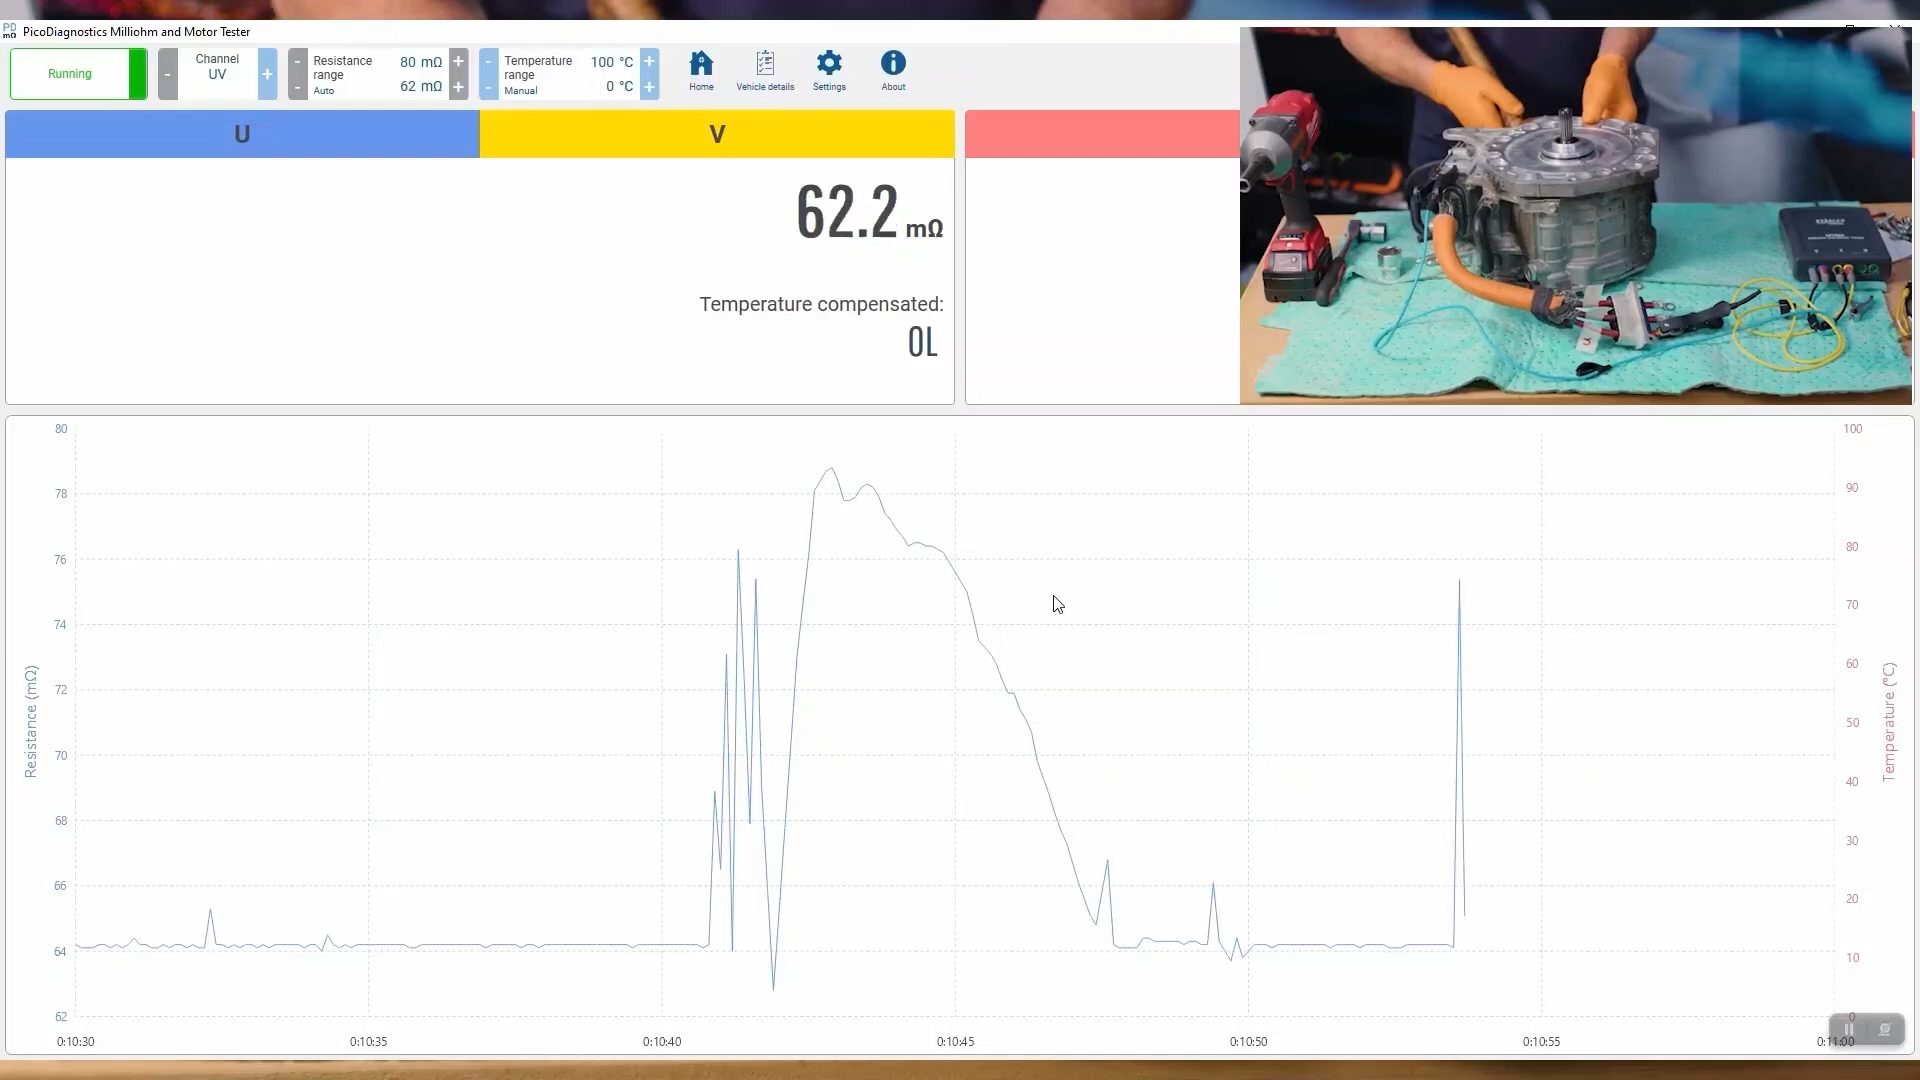 PicoDiagnostics Milliohm and Motor Tester
Running
- Channel UV +
- Resistance range Auto 80 mΩ +
- 62 mΩ +
- Temperature range Manual 100 °C +
- 0 °C +
Home
Vehicle details
Settings
About
U
V
62.2 mΩ
Temperature compensated:
OL
Resistance (mΩ)
80
78
76
74
72
70
68
66
64
62
0:10:30
0:10:35
0:10:40
0:10:45
0:10:50
0:10:55
0:11:00
100
90
80
70
60
50
40
30
20
10
0
Temperature (°C)